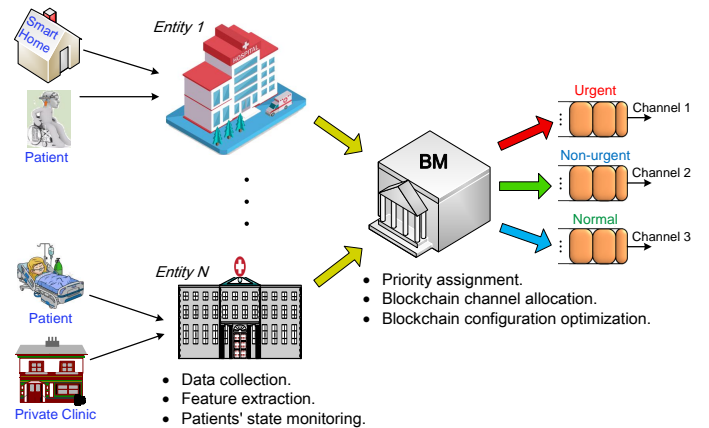 Smart
Home
Patient
Entity 1
HOSPITAL
Patient
Private Clinic
Entity N
• Data collection.
• Feature extraction.
• Patients' state monitoring.
BM
• Priority assignment.
• Blockchain channel allocation.
• Blockchain configuration optimization.
Urgent
Channel 1
Non-urgent
Channel 2
Normal
Channel 3